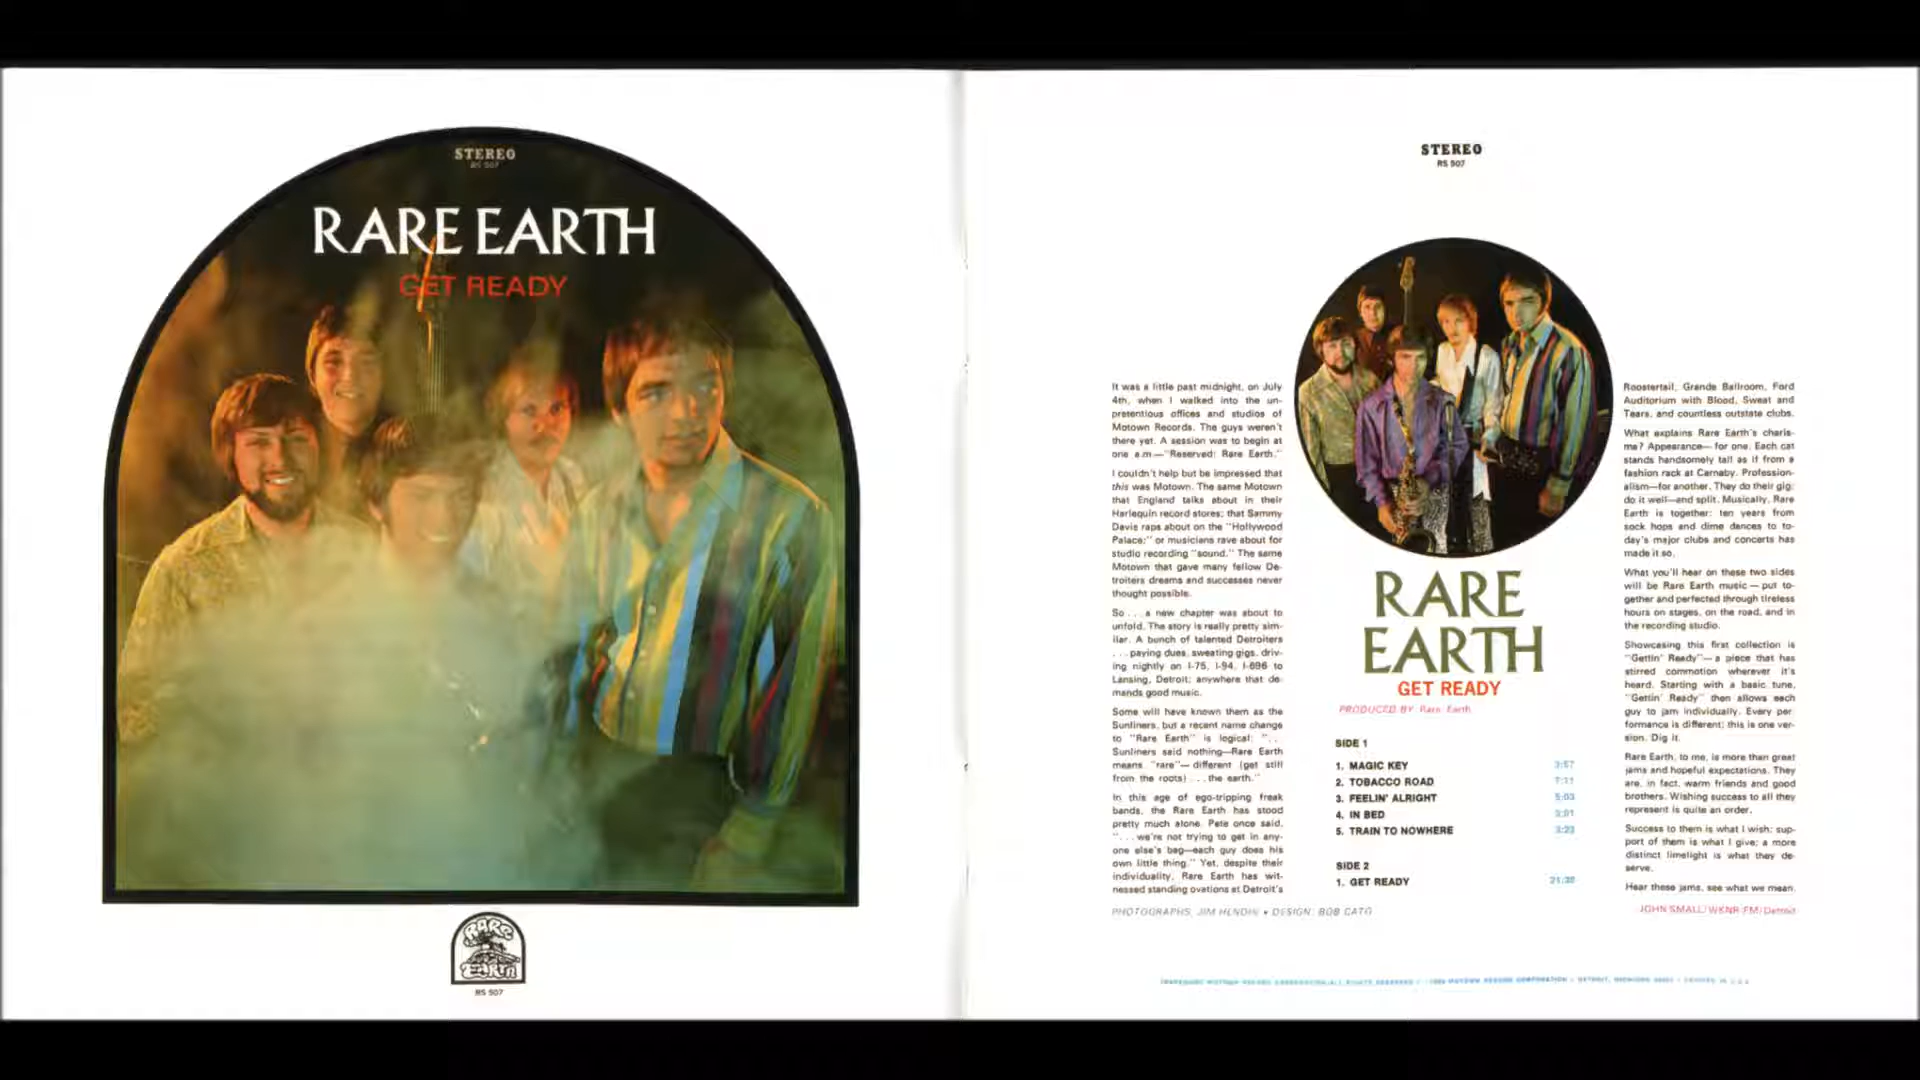 STEREO
RS 507
RARE EARTH
GET READY
RARE
EARTH
RS 507
STEREO
RS 507
It was a little past midnight, on July
4th, when I walked into the un-
pretentious offices and studios of
Motown Records. The guys weren't
there yet. A session was to begin at
one a.m—"Reserved: Rare Earth."
I couldn't help but be impressed that
this was Motown. The same Motown
that England talks about in their
Harlequin record stores; that Sammy
Davis raps about on the "Hollywood
Palace;" or musicians rave about for
studio recording "sound." The same
Motown that gave many fellow De-
troiters dreams and successes never
thought possible.
So . . . a new chapter was about to
unfold. The story is really pretty sim-
ilar. A bunch of talented Detroiters
. . . paying dues, sweating gigs, driv-
ing nightly on I-75, I-94, I-696 to
Lansing, Detroit; anywhere that de-
mands good music.
Some will have known them as the
Sunliners, but a recent name change
to "Rare Earth" is logical: ". .
Sunliners said nothing—Rare Earth
means "rare"— different (get still
from the roots) . . . the earth."
In this age of ego-tripping freak
bands, the Rare Earth has stood
pretty much alone. Pete once said,
". . . we're not trying to get in any-
one else's bag—each guy does his
own little thing." Yet, despite their
individuality, Rare Earth has wit-
nessed standing ovations at Detroit's
PHOTOGRAPHS, JIM HENDIN • DESIGN: BOB CATO
RARE
EARTH
GET READY
PRODUCED BY: Rare Earth
SIDE 1
1. MAGIC KEY 3:57
2. TOBACCO ROAD 7:11
3. FEELIN' ALRIGHT 5:03
4. IN BED 3:01
5. TRAIN TO NOWHERE 3:23
SIDE 2
1. GET READY 21:30
Roostertail, Grande Ballroom, Ford
Auditorium with Blood, Sweat and
Tears, and countless outstate clubs.
What explains Rare Earth's charis-
ma? Appearance— for one. Each cat
stands handsomely tall as if from a
fashion rack at Carnaby. Profession-
alism—for another. They do their gig;
do it well—and split. Musically, Rare
Earth is together: ten years from
sock hops and dime dances to to-
day's major clubs and concerts has
made it so.
What you'll hear on these two sides
will be Rare Earth music — put to-
gether and perfected through tireless
hours on stages, on the road, and in
the recording studio.
Showcasing this first collection is
"Gettin' Ready"— a piece that has
stirred commotion wherever it's
heard. Starting with a basic tune,
"Gettin' Ready" then allows each
guy to jam individually. Every per
formance is different; this is one ver-
sion. Dig it.
Rare Earth, to me, is more than great
jams and hopeful expectations. They
are, in fact, warm friends and good
brothers. Wishing success to all they
represent is quite an order.
Success to them is what I wish; sup-
port of them is what I give; a more
distinct limelight is what they de-
serve.
Hear these jams, see what we mean.
JOHN SMALL/WKNR-FM/Detroit
MOTOWN RECORD CORPORATION • DETROIT, MICHIGAN